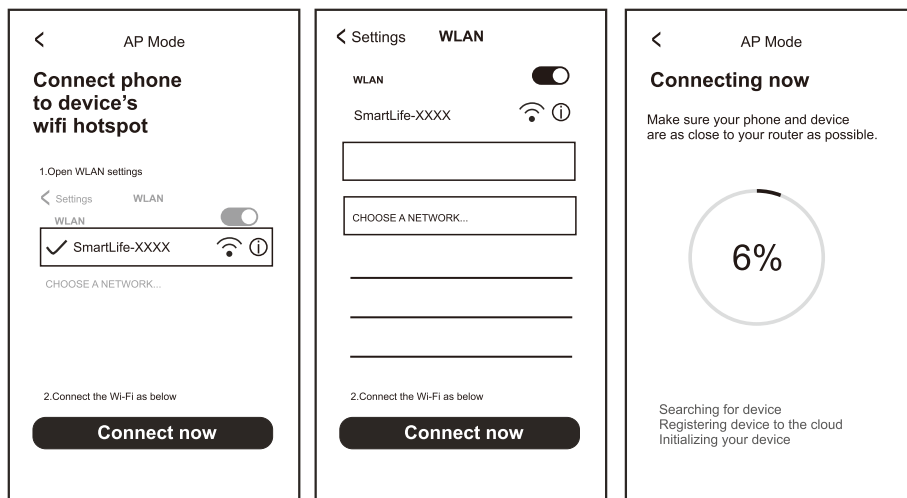 AP Mode
Connect phone
to device's
wifi hotspot
1.Open WLAN settings
Settings WLAN
WLAN
SmartLife-XXXX
CHOOSE A NETWORK...
2.Connect the Wi-Fi as below
Connect now
Settings WLAN
WLAN
SmartLife-XXXX
CHOOSE A NETWORK...
2.Connect the Wi-Fi as below
Connect now
AP Mode
Connecting now
Make sure your phone and device
are as close to your router as possible.
6%
Searching for device
Registering device to the cloud
Initializing your device